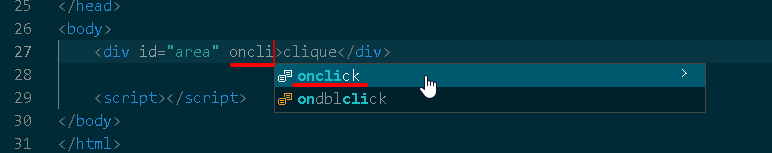 25 </head>
26 <body>
27 <div id="area" oncli>clique</div>
onclick
28
ondblclick
29 <script></script>
30 </body>
31 </html>